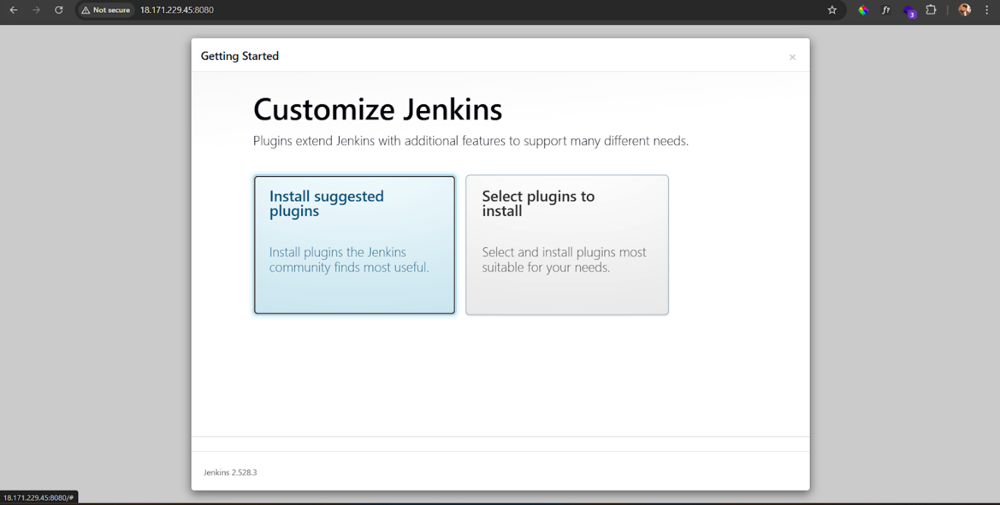 Not secure 18.171.229.45:8080
3
Getting Started
×
Customize Jenkins
Plugins extend Jenkins with additional features to support many different needs.
Install suggested
plugins
Install plugins the Jenkins
community finds most useful.
Select plugins to
install
Select and install plugins most
suitable for your needs.
Jenkins 2.528.3
18.171.229.45:8080/#